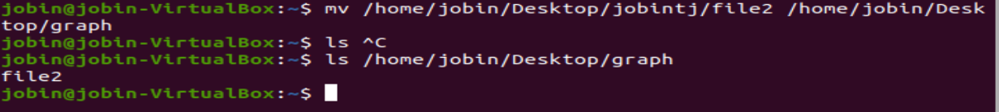 jobin@jobin-VirtualBox:~$ mv /home/jobin/Desktop/jobintj/file2 /home/jobin/Desk
top/graph
jobin@jobin-VirtualBox:~$ ls ^C
jobin@jobin-VirtualBox:~$ ls /home/jobin/Desktop/graph
file2
jobin@jobin-VirtualBox:~$